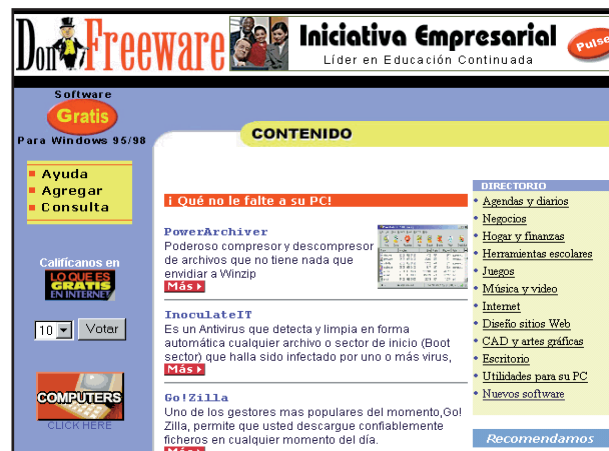 Don Freeware
Iniciativa Empresarial
Líder en Educación Continuada
Pulse
Software
Gratis
Para Windows 95/98
Ayuda
Agregar
Consulta
Califícanos en
LO QUE ES
GRATIS
EN INTERNET
10
Votar
COMPUTERS
CLICK HERE
CONTENIDO
¡ Qué no le falte a su PC!
PowerArchiver
Poderoso compresor y descompresor
de archivos que no tiene nada que
envidiar a Winzip
Más
InoculateIT
Es un Antivirus que detecta y limpia en forma
automática cualquier archivo o sector de inicio (Boot
sector) que halla sido infectado por uno o más virus,
Más
Go!Zilla
Uno de los gestores mas populares del momento,Go!
Zilla, permite que usted descargue confiablemente
ficheros en cualquier momento del día.
Más
DIRECTORIO
Agendas y diarios
Negocios
Hogar y finanzas
Herramientas escolares
Juegos
Música y video
Internet
Diseño sitios Web
CAD y artes gráficas
Escritorio
Utilidades para su PC
Nuevos software
Recomendamos